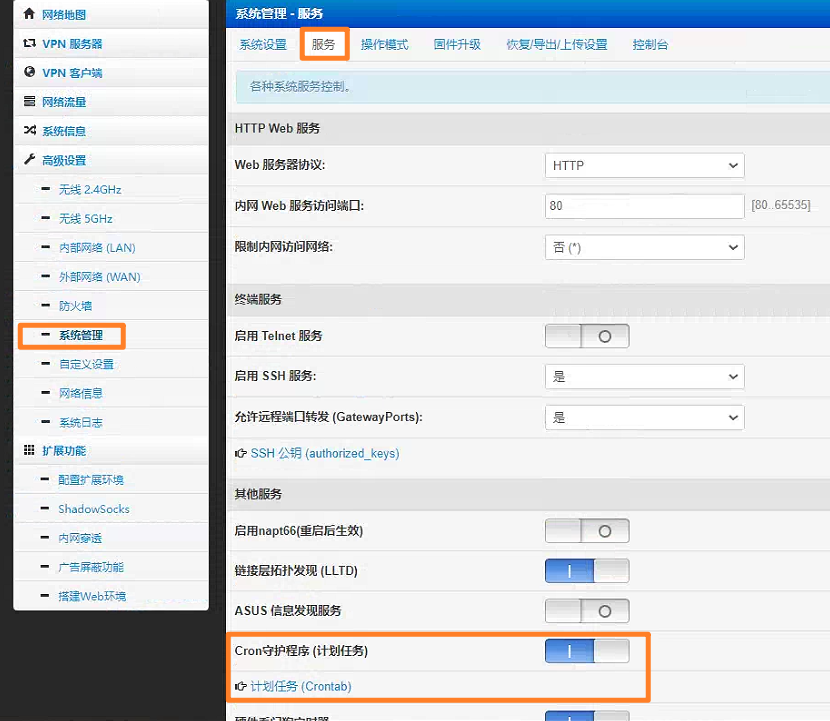 网络地图
VPN 服务器
VPN 客户端
网络流量
系统信息
高级设置
无线 2.4GHz
无线 5GHz
内部网络 (LAN)
外部网络 (WAN)
防火墙
系统管理
自定义设置
网络信息
系统日志
扩展功能
配置扩展环境
ShadowSocks
内网穿透
广告屏蔽功能
搭建Web环境
系统管理 - 服务
系统设置 服务 操作模式 固件升级 恢复/导出/上传设置 控制台
各种系统服务控制。
HTTP Web 服务
Web 服务器协议: HTTP
内网 Web 服务访问端口: 80 [80..65535]
限制内网访问网络: 否 (*)
终端服务
启用 Telnet 服务
启用 SSH 服务: 是
允许远程端口转发 (GatewayPorts): 是
SSH 公钥 (authorized_keys)
其他服务
启用napt66(重启后生效)
链接层拓扑发现 (LLTD)
ASUS 信息发现服务
Cron守护程序 (计划任务)
计划任务 (Crontab)
硬件看门狗定时器